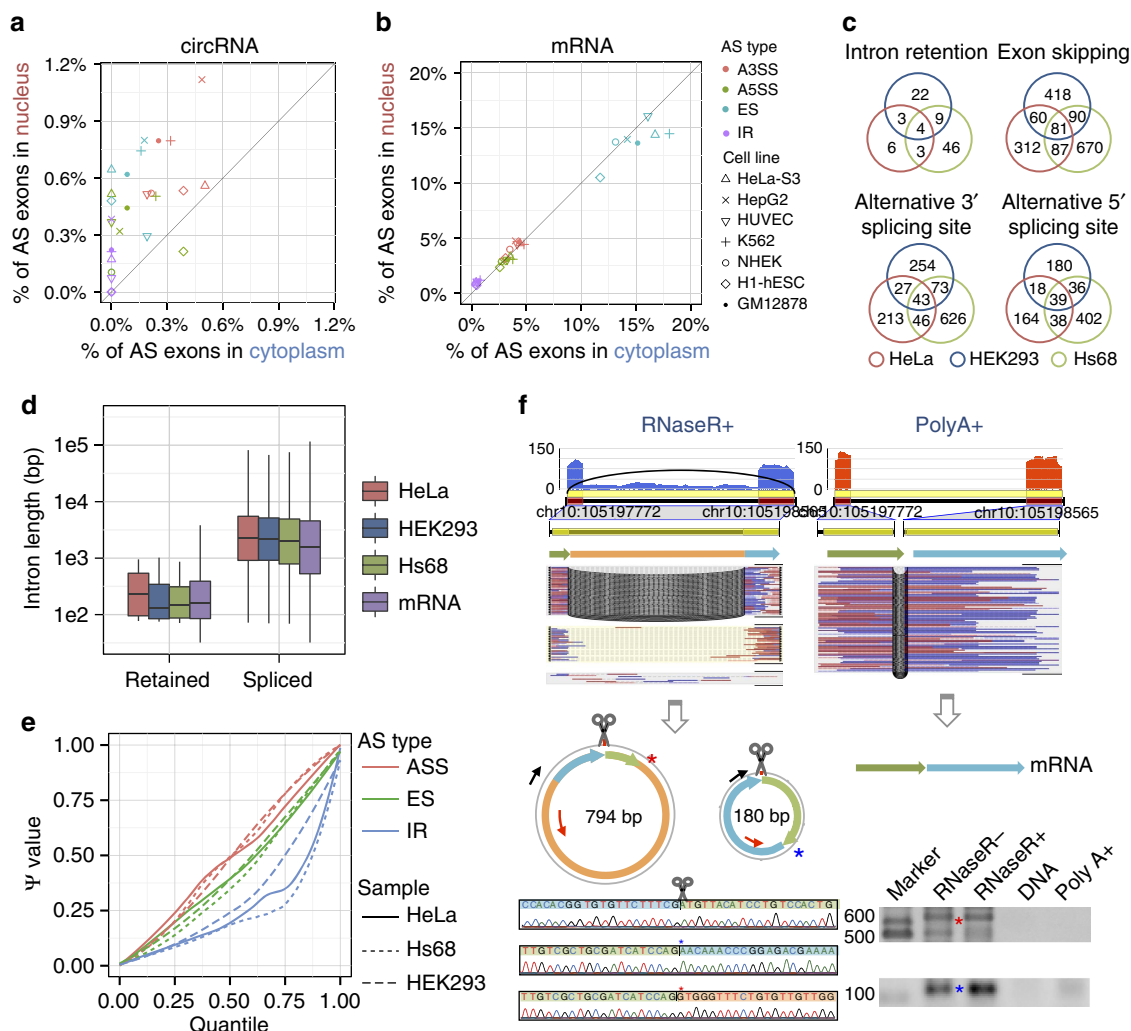 a
circRNA
1.2%
0.9%
0.6%
0.3%
0.0%
% of AS exons in nucleus
0.0% 0.3% 0.6% 0.9% 1.2%
% of AS exons in cytoplasm
b
mRNA
20%
15%
10%
5%
0%
% of AS exons in nucleus
0% 5% 10% 15% 20%
% of AS exons in cytoplasm
AS type
A3SS
A5SS
ES
IR
Cell line
HeLa-S3
HepG2
HUVEC
K562
NHEK
H1-hESC
GM12878
c
Intron retention
22
3 9
4
6 3 46
Exon skipping
418
60 90
81
312 87 670
Alternative 3′
splicing site
254
27 73
43
213 46 626
Alternative 5′
splicing site
180
18 36
39
164 38 402
HeLa HEK293 Hs68
d
Intron length (bp)
1e5
1e4
1e3
1e2
Retained Spliced
HeLa
HEK293
Hs68
mRNA
e
Ψ value
1.00
0.75
0.50
0.25
0.00
0.00 0.25 0.50 0.75 1.00
Quantile
AS type
ASS
ES
IR
Sample
HeLa
Hs68
HEK293
f
RNaseR+
150
0
chr10:105197772 chr10:105198565
PolyA+
150
0
chr10:105197772 chr10:105198565
794 bp
180 bp
mRNA
CCACACGGTGTGTTCTTTCGATGTTACATCCTGTCCACTG
TTGTCGCTGCGATCATCCAGAACAAACCCGGAGACGAAAA
TTGTCGCTGCGATCATCCAGGTGGGTTTCTGTGTTGTTGG
Marker RNaseR− RNaseR+ DNA Poly A+
600
500
100